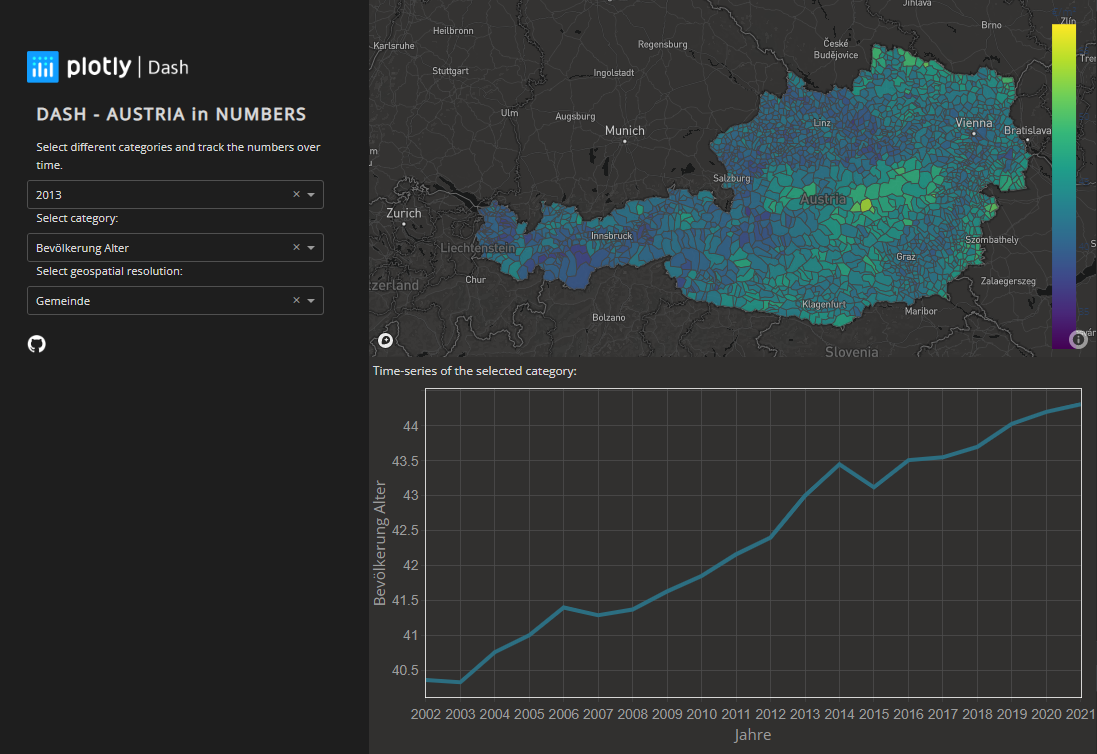 plotly | Dash
DASH - AUSTRIA in NUMBERS
Select different categories and track the numbers over
time.
2013
Select category:
Bevölkerung Alter
Select geospatial resolution:
Gemeinde
Jihlava
Heilbronn
Brno
Zlín
Karlsruhe
Regensburg
České
Budějovice
Stuttgart
Ingolstadt
Ulm
Augsburg
Munich
Linz
Vienna
Bratislava
Salzburg
Austria
Zurich
Innsbruck
Liechtenstein
Szombathely
Graz
Chur
Zalaegerszeg
zerland
Klagenfurt
Maribor
Bolzano
Slovenia
Time-series of the selected category:
44
43.5
43
42.5
42
41.5
41
40.5
Bevölkerung Alter
2002 2003 2004 2005 2006 2007 2008 2009 2010 2011 2012 2013 2014 2015 2016 2017 2018 2019 2020 2021
Jahre